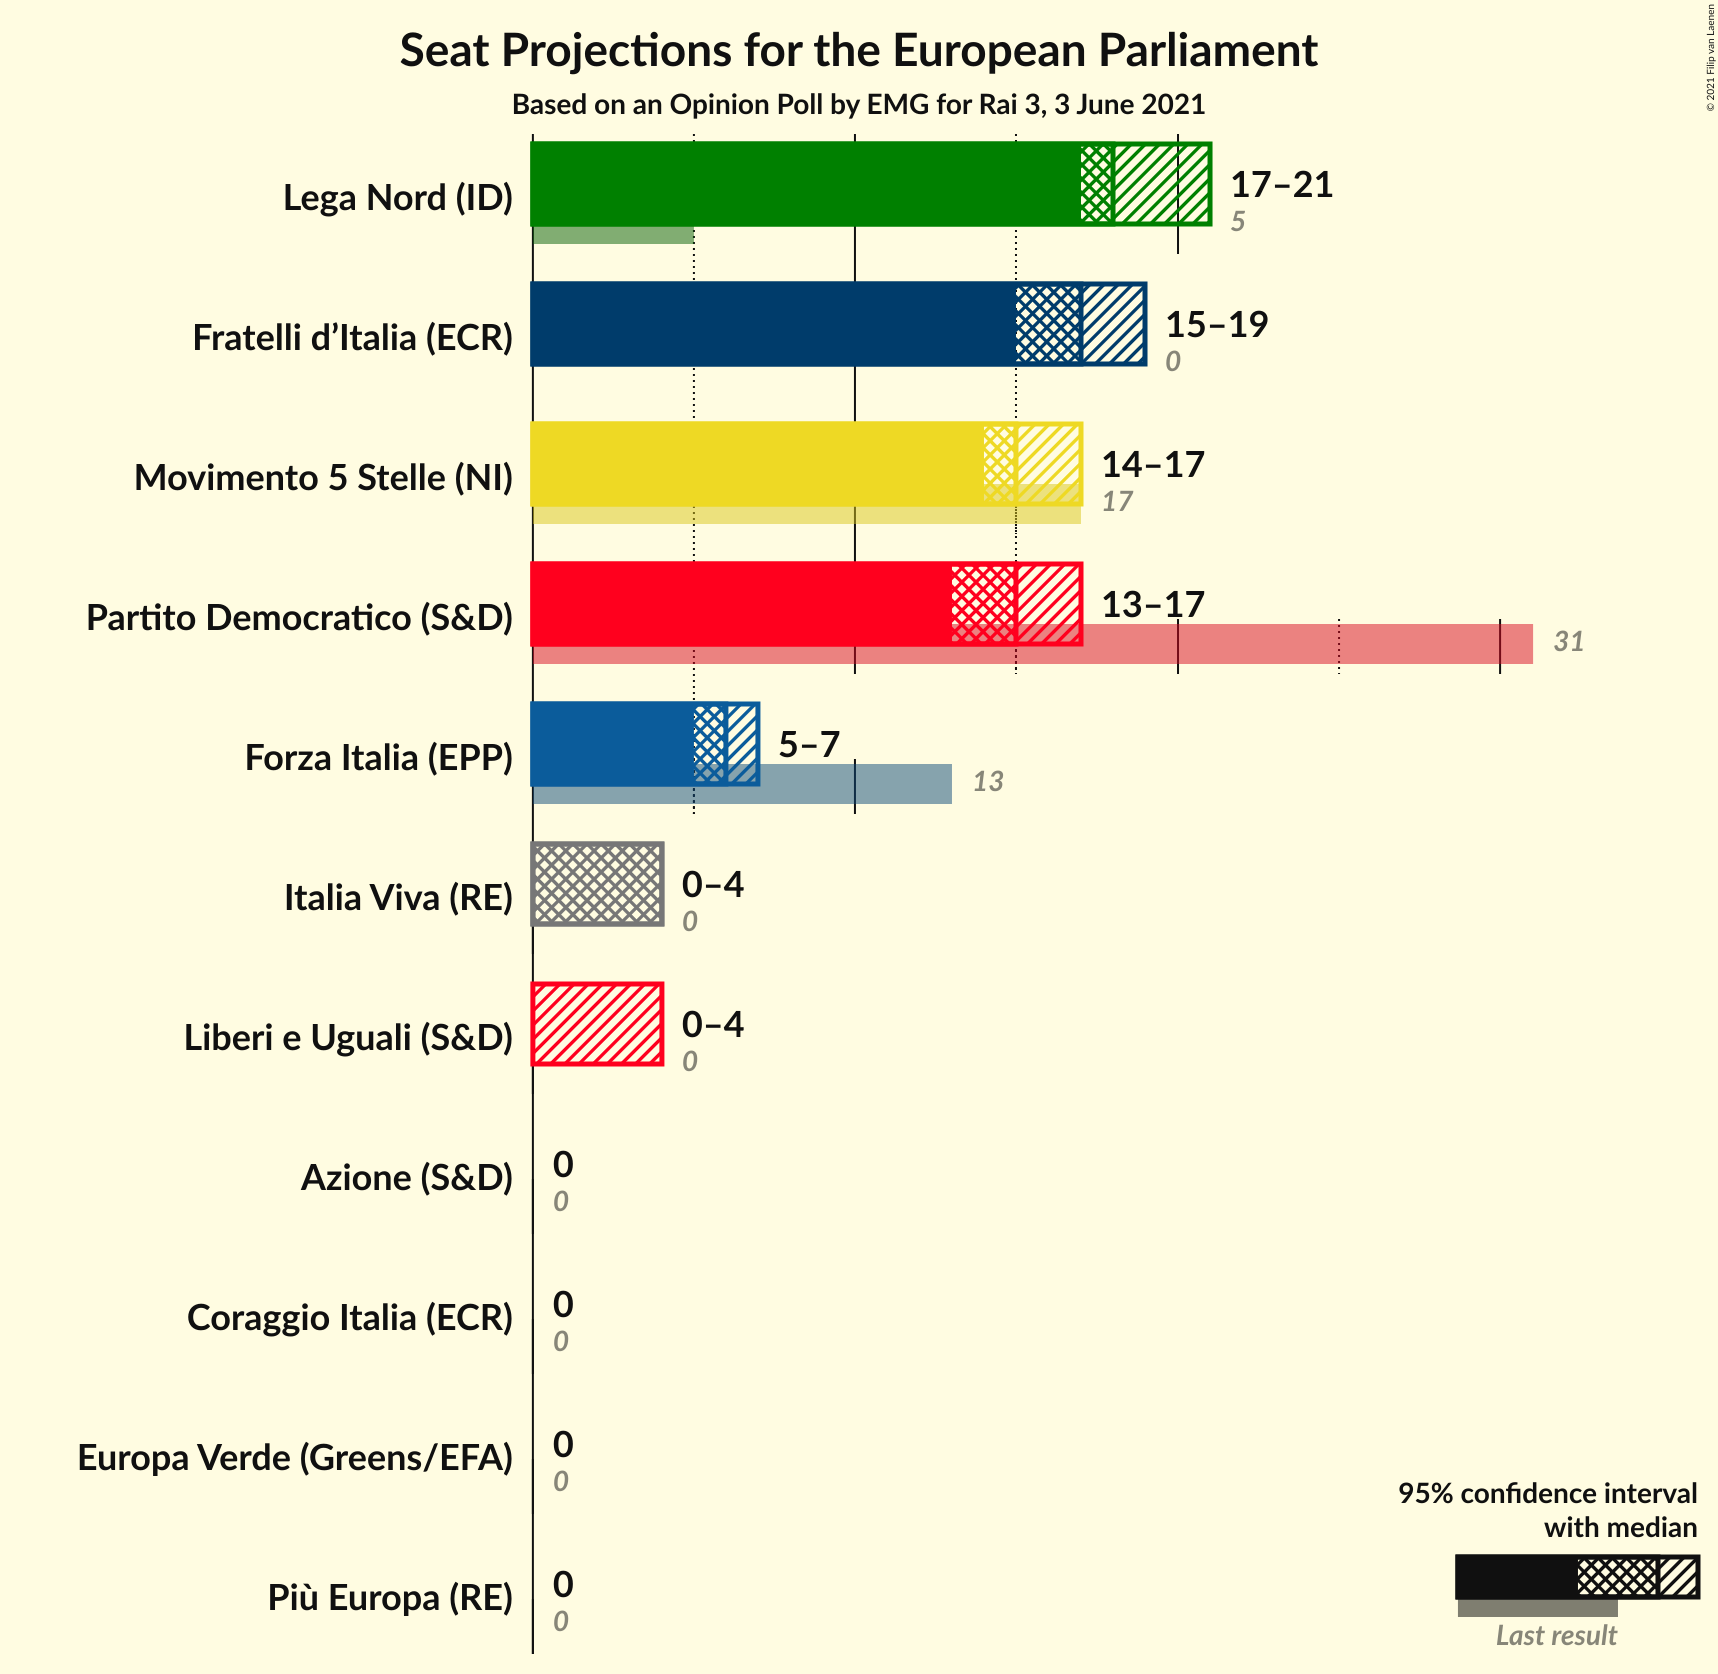 Seat Projections for the European Parliament
Based on an Opinion Poll by EMG for Rai 3, 3 June 2021
© 2021 Filip van Laenen
Lega Nord (ID)
17–21
5
Fratelli d’Italia (ECR)
15–19
0
Movimento 5 Stelle (NI)
14–17
17
Partito Democratico (S&D)
13–17
31
Forza Italia (EPP)
5–7
13
Italia Viva (RE)
0–4
0
Liberi e Uguali (S&D)
0–4
0
Azione (S&D)
0
0
Coraggio Italia (ECR)
0
0
Europa Verde (Greens/EFA)
0
0
Più Europa (RE)
0
0
95% confidence interval
with median
Last result